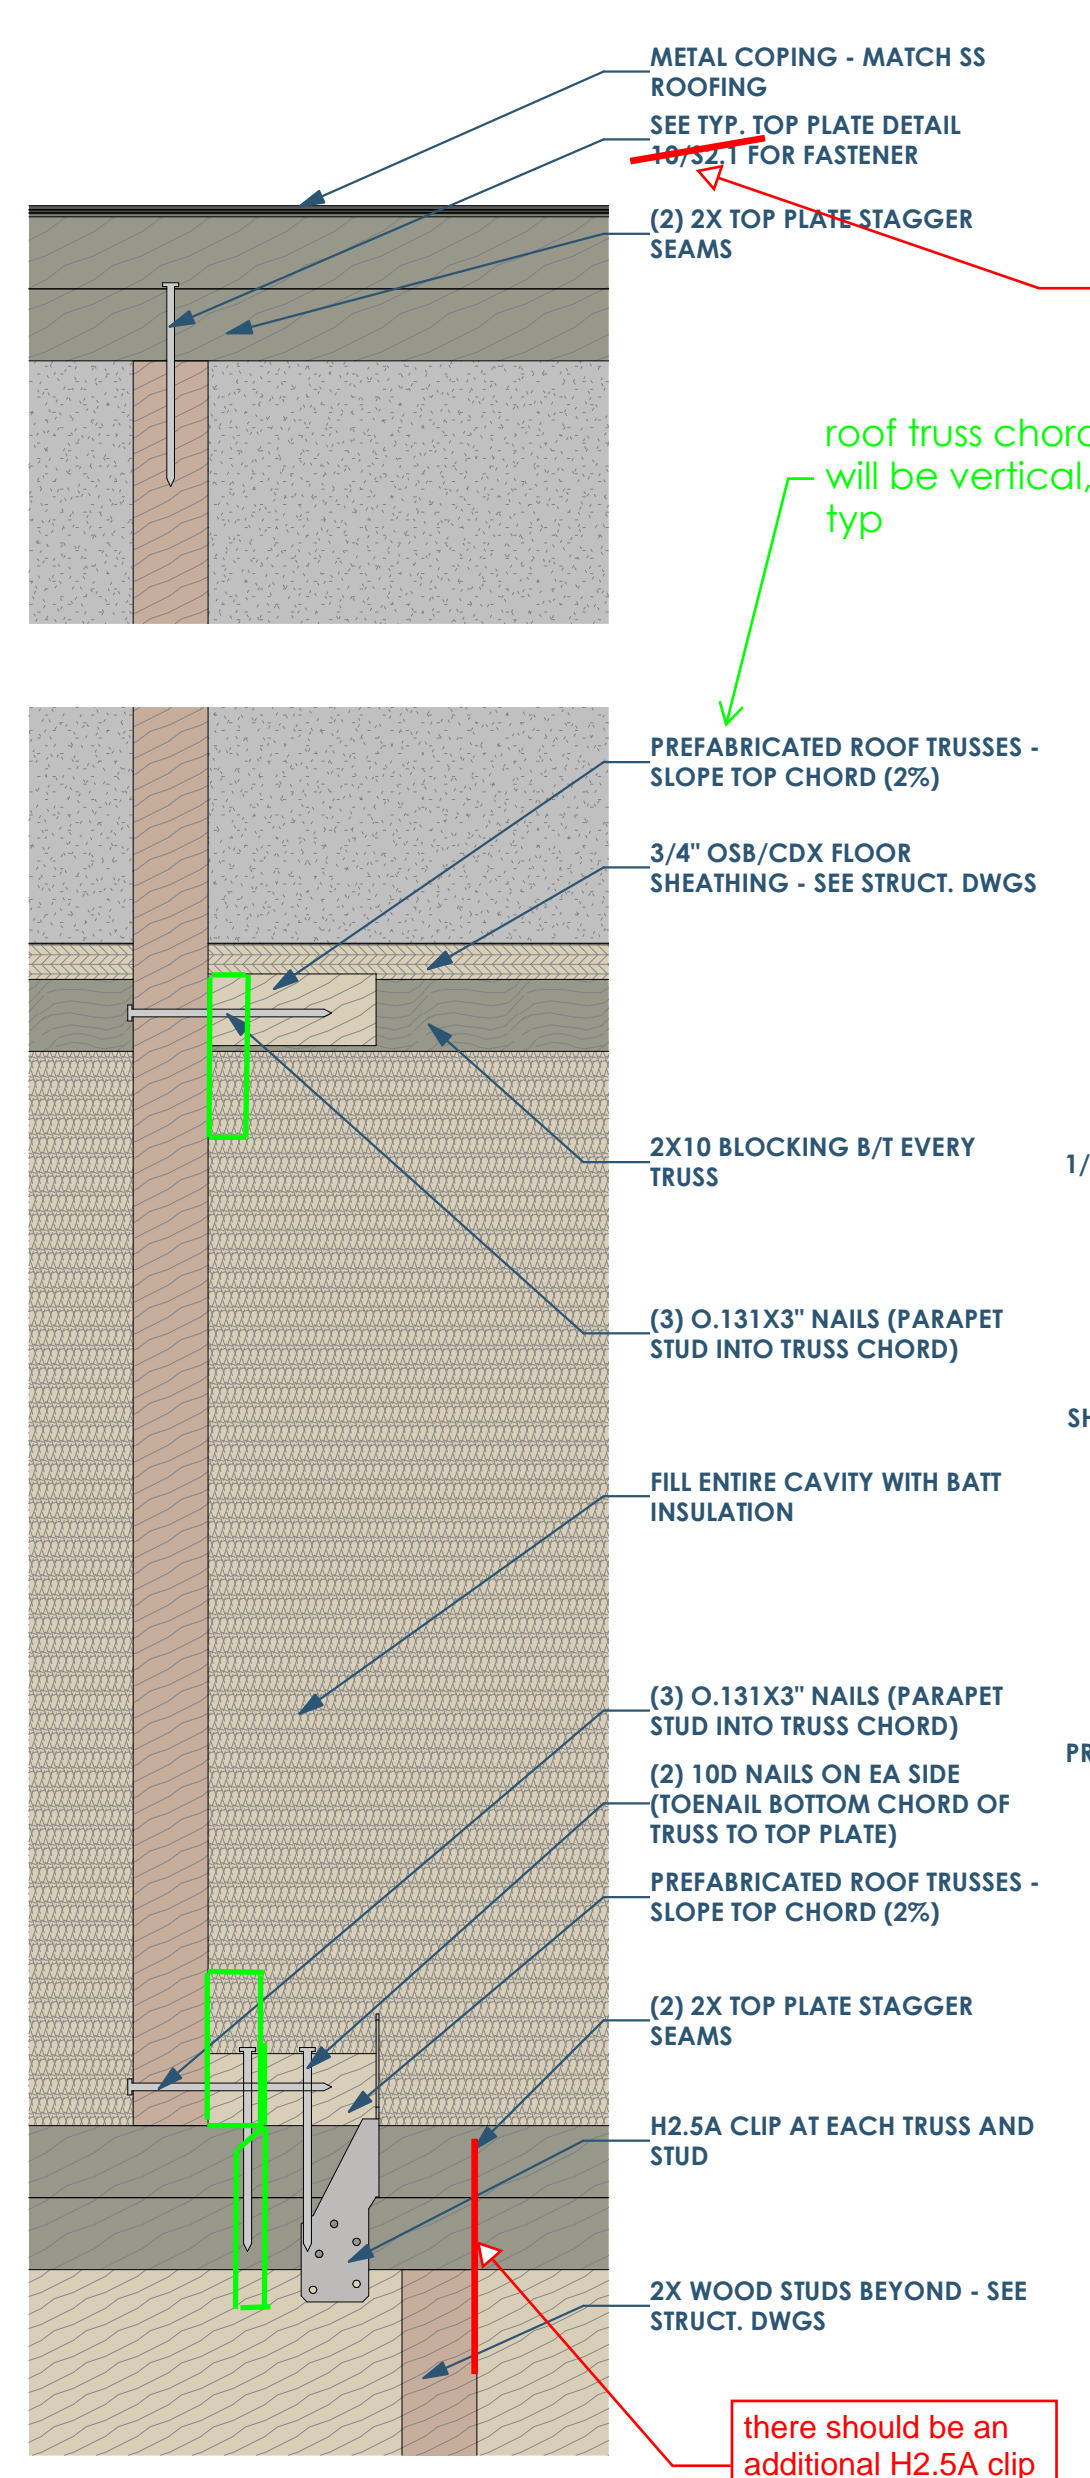 METAL COPING - MATCH SS
ROOFING
SEE TYP. TOP PLATE DETAIL
10/S2.1 FOR FASTENER
(2) 2X TOP PLATE STAGGER
SEAMS
roof truss chord
will be vertical,
typ
PREFABRICATED ROOF TRUSSES -
SLOPE TOP CHORD (2%)
3/4" OSB/CDX FLOOR
SHEATHING - SEE STRUCT. DWGS
2X10 BLOCKING B/T EVERY
TRUSS
1/
(3) O.131X3" NAILS (PARAPET
STUD INTO TRUSS CHORD)
SH
FILL ENTIRE CAVITY WITH BATT
INSULATION
(3) O.131X3" NAILS (PARAPET
STUD INTO TRUSS CHORD)
PR
(2) 10D NAILS ON EA SIDE
(TOENAIL BOTTOM CHORD OF
TRUSS TO TOP PLATE)
PREFABRICATED ROOF TRUSSES -
SLOPE TOP CHORD (2%)
(2) 2X TOP PLATE STAGGER
SEAMS
H2.5A CLIP AT EACH TRUSS AND
STUD
2X WOOD STUDS BEYOND - SEE
STRUCT. DWGS
there should be an
additional H2.5A clip